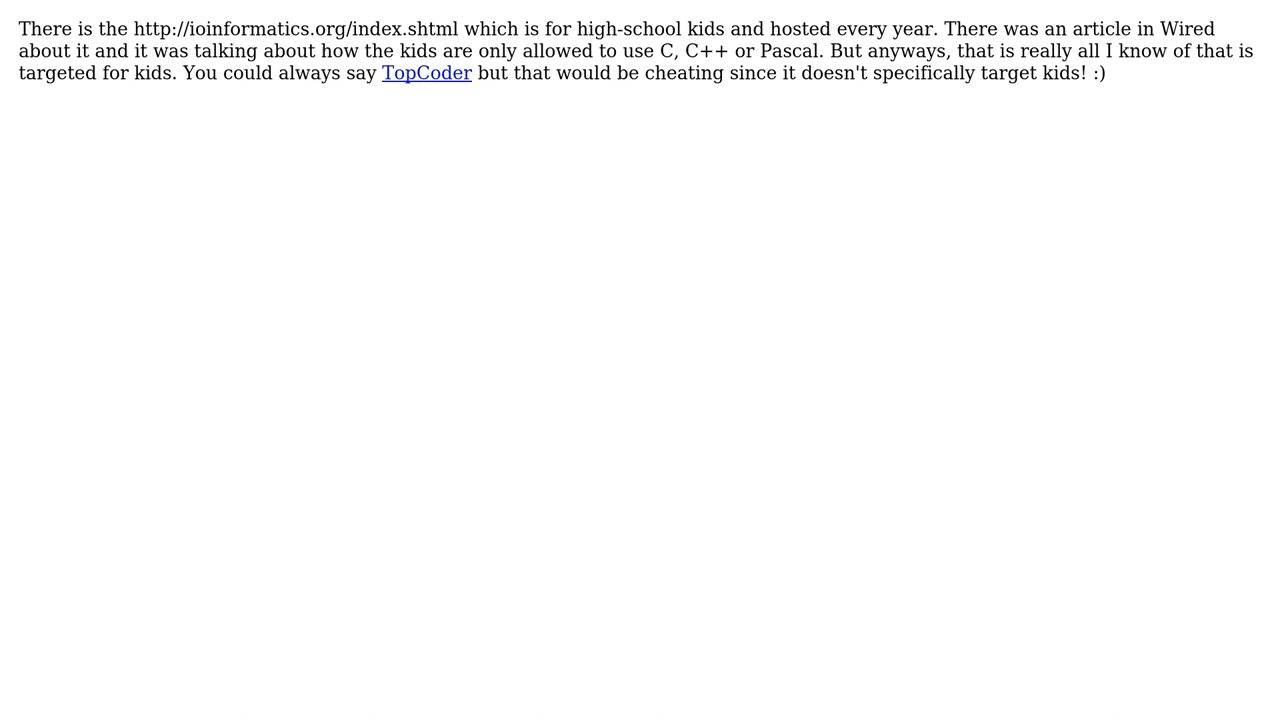 There is the http://ioinformatics.org/index.shtml which is for high-school kids and hosted every year. There was an article in Wired
about it and it was talking about how the kids are only allowed to use C, C++ or Pascal. But anyways, that is really all I know of that is
targeted for kids. You could always say TopCoder but that would be cheating since it doesn't specifically target kids! :)